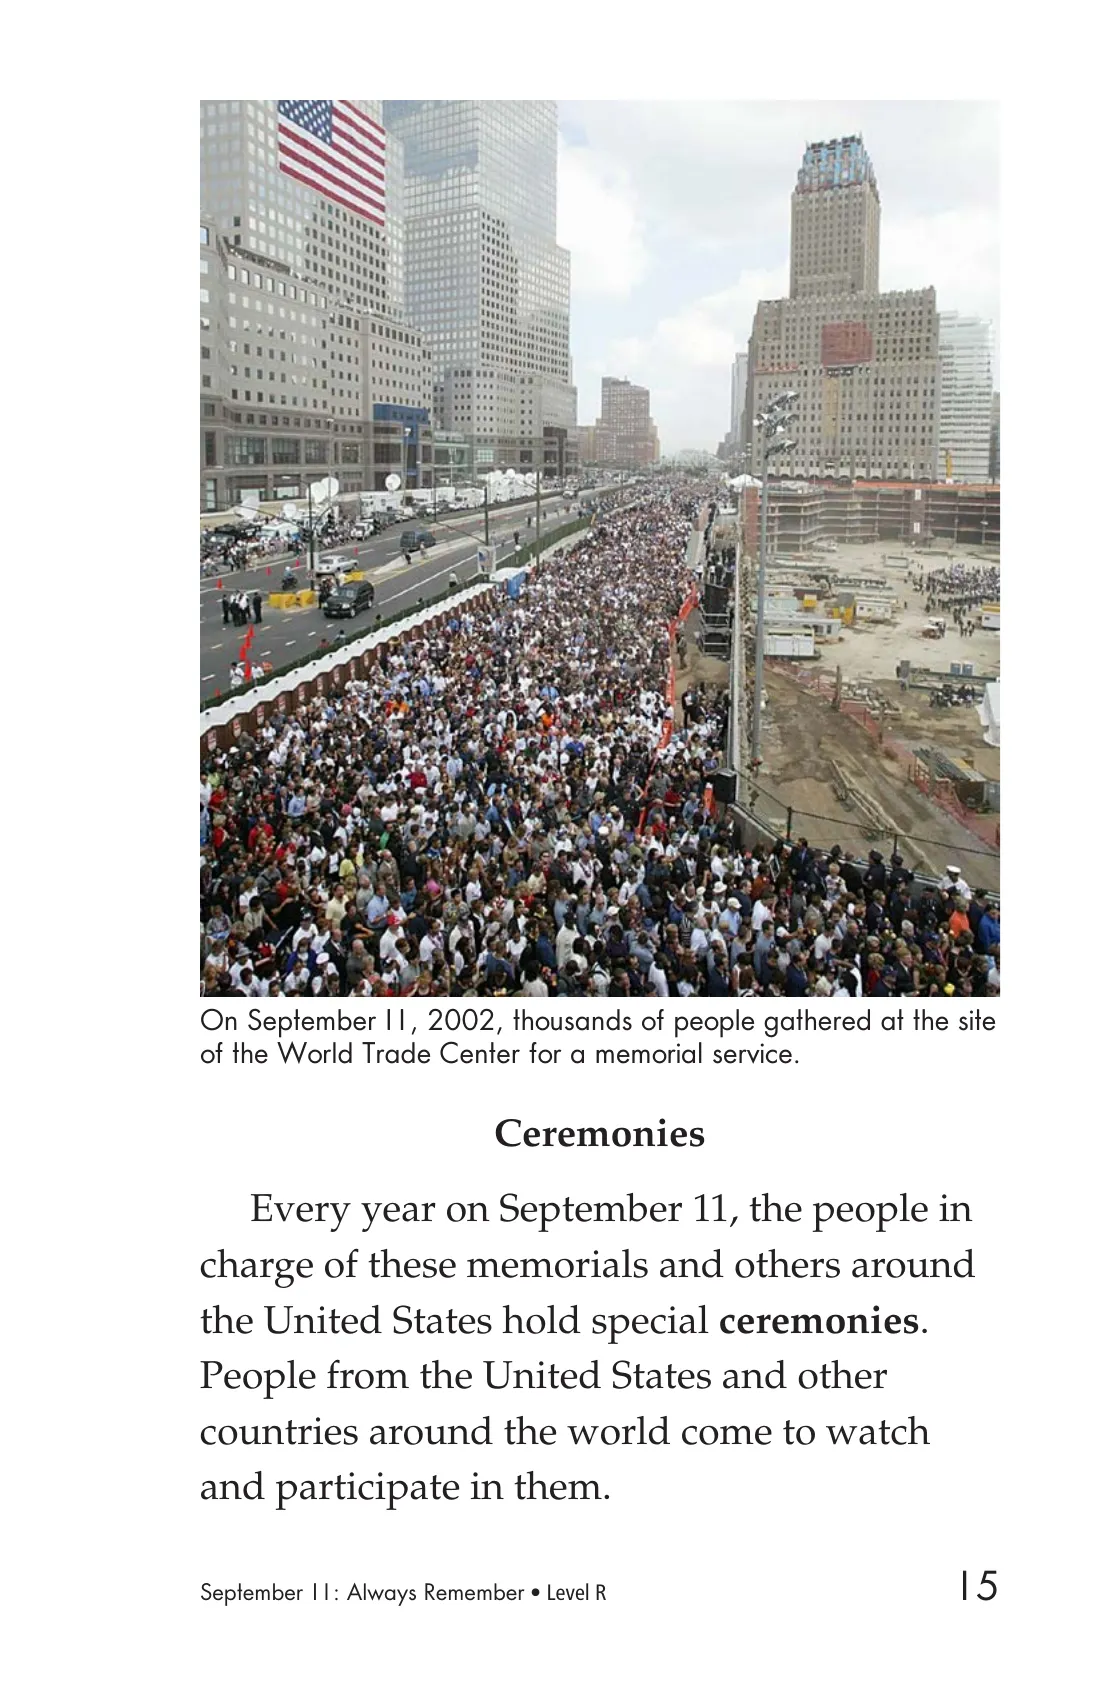 On September 11, 2002, thousands of people gathered at the site
of the World Trade Center for a memorial service.
Ceremonies
Every year on September 11, the people in
charge of these memorials and others around
the United States hold special ceremonies.
People from the United States and other
countries around the world come to watch
and participate in them.
September 11: Always Remember • Level R
15